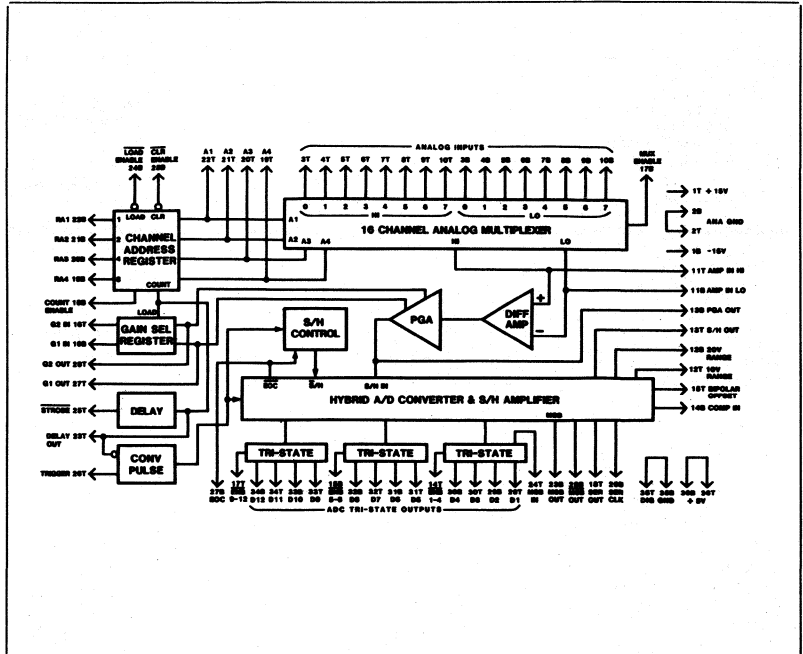 LOAD ENABLE 24B
CLR ENABLE 25B
A1 22T
A2 21T
A3 20T
A4 19T
ANALOG INPUTS
3T 4T 5T 6T 7T 8T 9T 10T 3B 4B 5B 6B 7B 8B 9B 10B
MUX ENABLE 17B
0 1 2 3 4 5 6 7 0 1 2 3 4 5 6 7
HI
LO
16 CHANNEL ANALOG MULTIPLEXER
A1
A2
A3
A4
HI
LO
1T + 15V
2B
ANA GND
2T
1B -15V
RA1 22B
RA2 21B
RA3 20B
RA4 19B
1
2
4
8
LOAD CLR
CHANNEL ADDRESS REGISTER
COUNT
COUNT 18B ENABLE
G2 IN 16T
G1 IN 16B
G2 OUT 26T
G1 OUT 27T
LOAD
GAIN SEL REGISTER
S/H CONTROL
PGA
DIFF AMP
+
−
11T AMP IN HI
11B AMP IN LO
13B PGA OUT
13T S/H OUT
12B 20V RANGE
12T 10V RANGE
15T BIPOLAR OFFSET
14B COMP IN
EOC
S/H
S/H IN
HYBRID A/D CONVERTER & S/H AMPLIFIER
MSB
STROBE 25T
DELAY
DELAY 23T OUT
TRIGGER 26T
CONV PULSE
TRI-STATE
TRI-STATE
TRI-STATE
27B EOC
17T ENB 9-12
34B D12
34T D11
33B D10
33T D9
15B ENB 5-8
32B D8
32T D7
31B D6
31T D5
14T ENB 1-4
30B D4
30T D3
29B D2
29T D1
24T MSB IN
23B MSB OUT
28B MSB OUT
18T SER OUT
26B SER CLK
35T DIG
35B GND
36B 36T
+ 5V
ADC TRI-STATE OUTPUTS